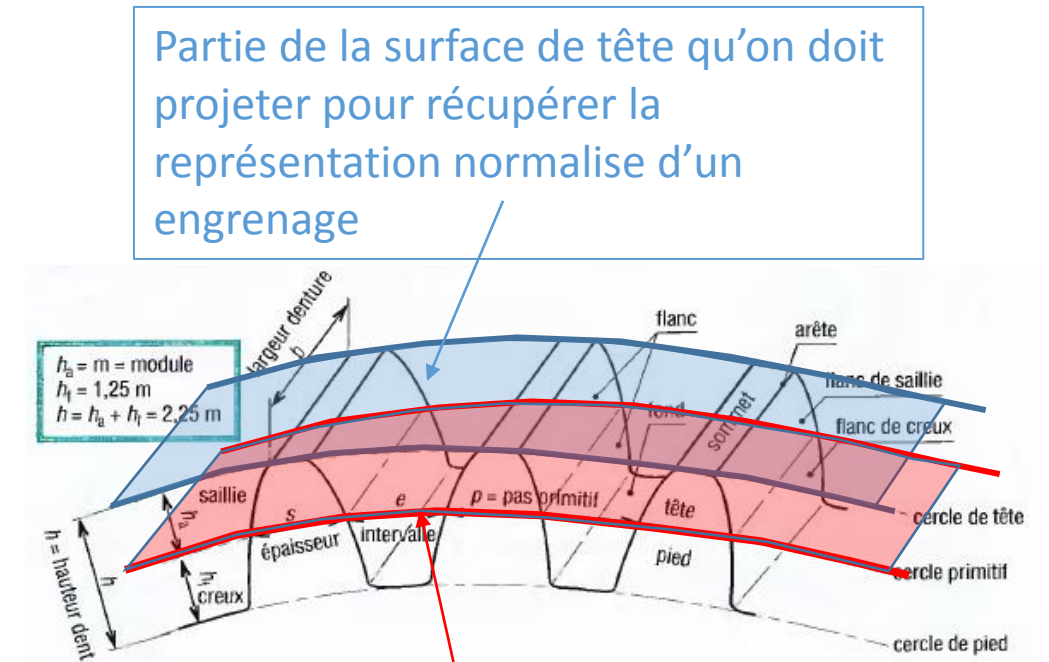 Partie de la surface de tête qu'on doit
projeter pour récupérer la
représentation normalise d'un
engrenage
largeur denture
b
flanc
arête
hₐ = m = module
h_f = 1,25 m
h = hₐ + h_f = 2,25 m
flanc de saillie
fond
sommet
flanc de creux
saillie
hₐ
s
e
p = pas primitif
tête
cercle de tête
épaisseur
intervalle
pied
h = hauteur dent
h
h_f
creux
cercle primitif
cercle de pied